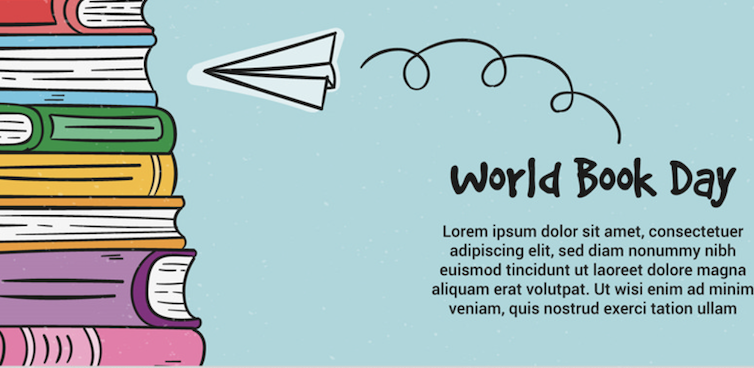 World Book Day
Lorem ipsum dolor sit amet, consectetuer
adipiscing elit, sed diam nonummy nibh
euismod tincidunt ut laoreet dolore magna
aliquam erat volutpat. Ut wisi enim ad minim
veniam, quis nostrud exerci tation ullam